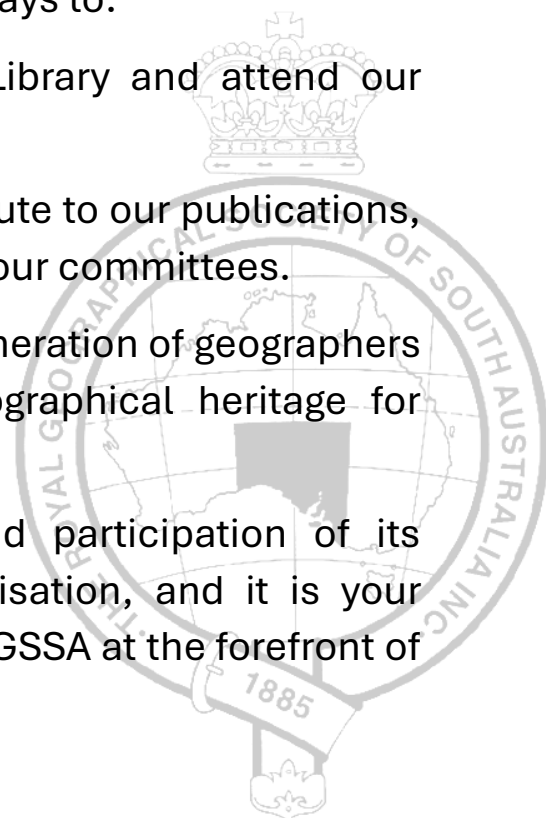 ays to:
Library and attend our
ute to our publications,
our committees.
neration of geographers
ographical heritage for
d participation of its
isation, and it is your
GSSA at the forefront of
THE ROYAL GEOGRAPHICAL SOCIETY OF SOUTH AUSTRALIA INC.
1885